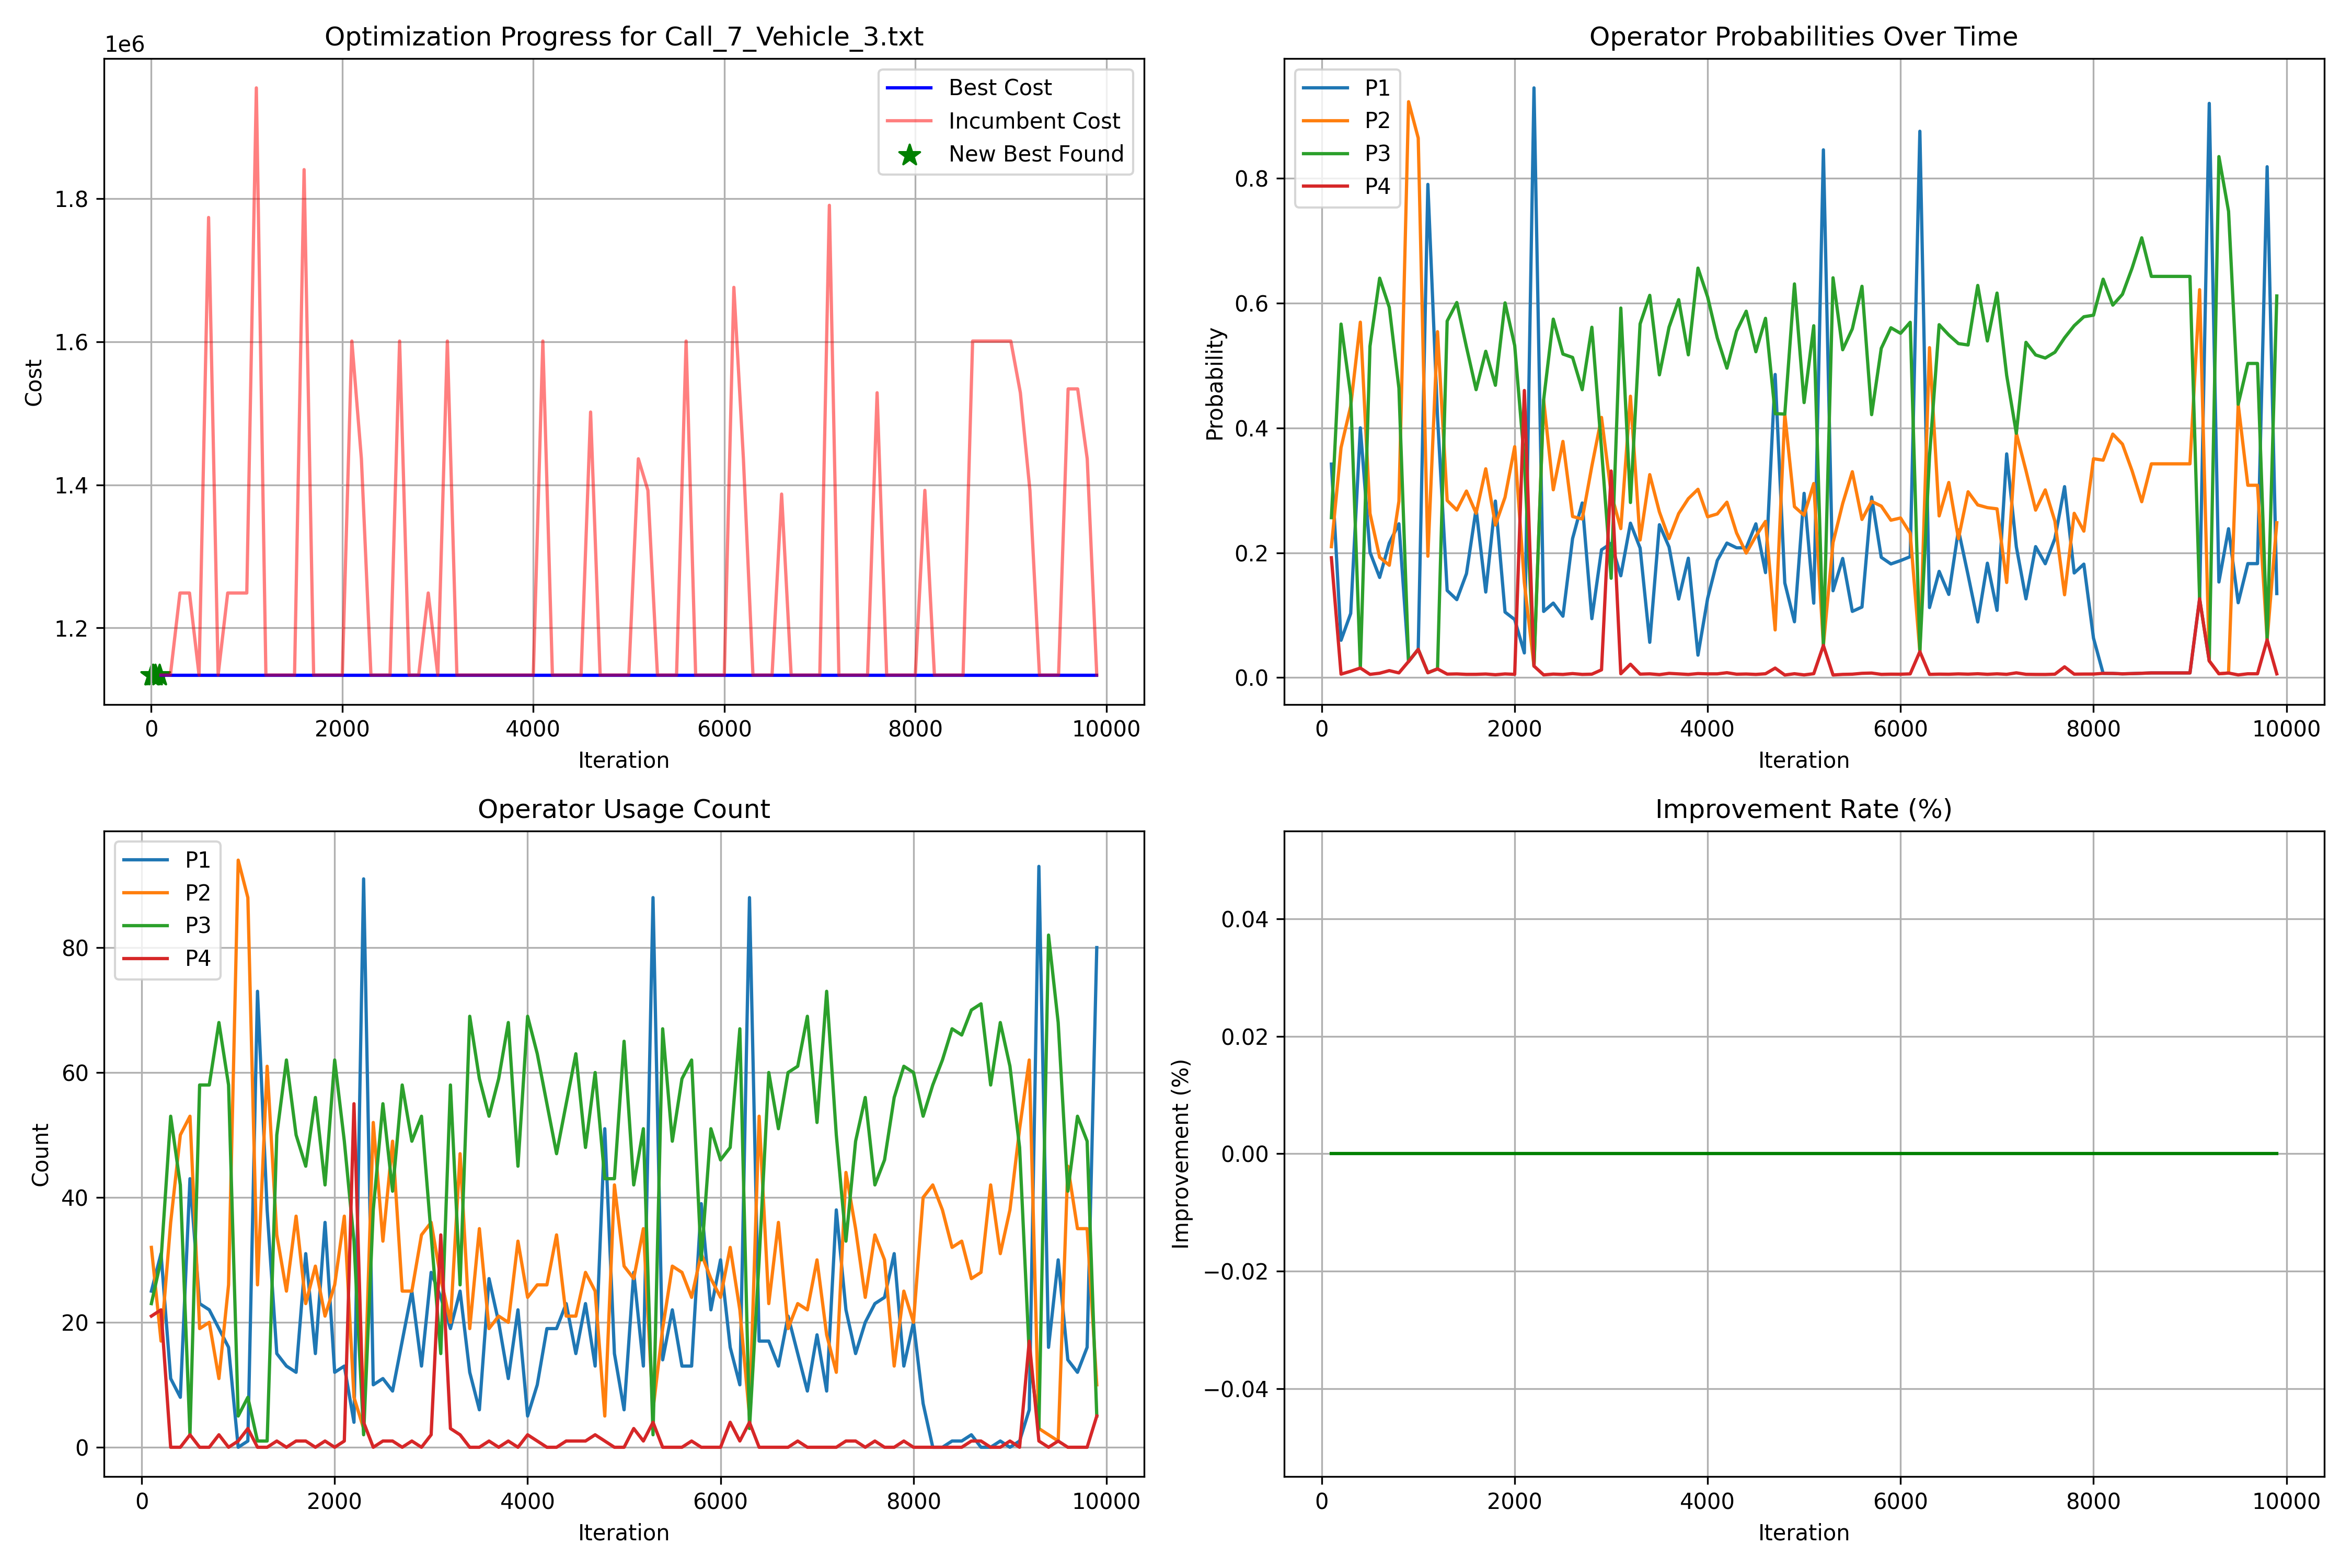 Optimization Progress for Call_7_Vehicle_3.txt
1e6
Best Cost
Incumbent Cost
New Best Found
1.8
1.6
1.4
1.2
Cost
0 2000 4000 6000 8000 10000
Iteration
Operator Probabilities Over Time
P1
P2
P3
P4
0.8
0.6
0.4
0.2
0.0
Probability
0 2000 4000 6000 8000 10000
Iteration
Operator Usage Count
P1
P2
P3
P4
80
60
40
20
0
Count
0 2000 4000 6000 8000 10000
Iteration
Improvement Rate (%)
0.04
0.02
0.00
−0.02
−0.04
Improvement (%)
0 2000 4000 6000 8000 10000
Iteration